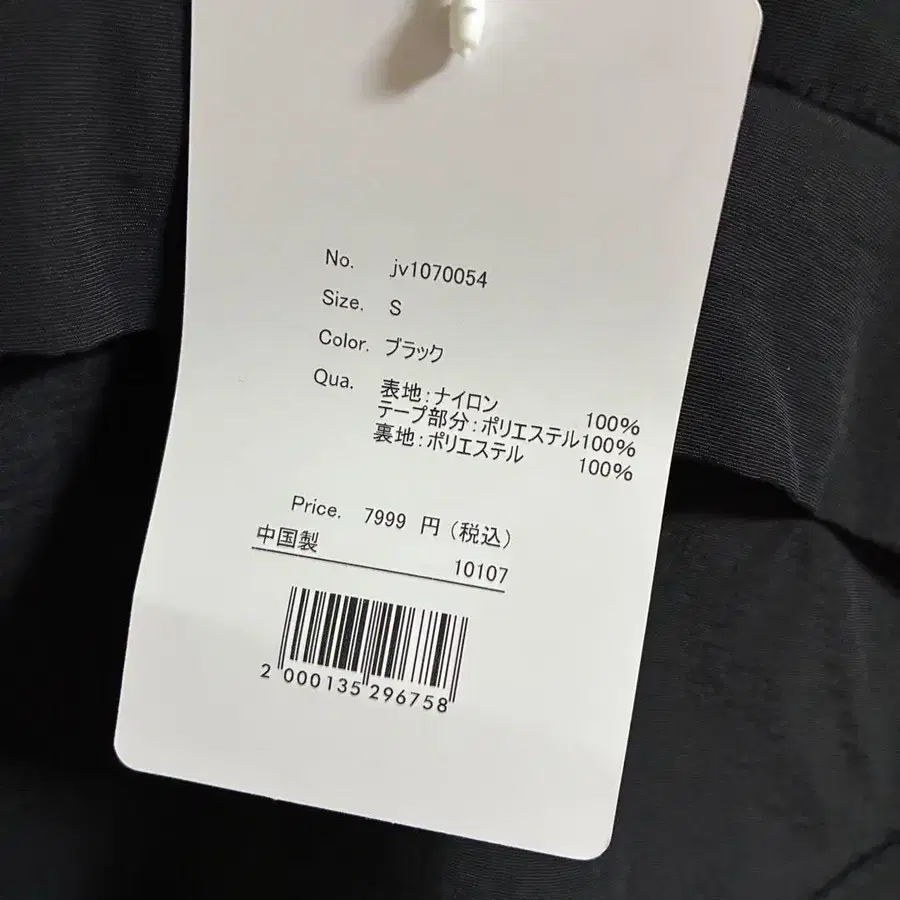 No. jv1070054
Size. S
Color. ブラック
Qua. 表地:ナイロン 100%
テープ部分:ポリエステル100%
裏地:ポリエステル 100%
Price. 7999 円(税込)
中国製 10107
2 000135 296758